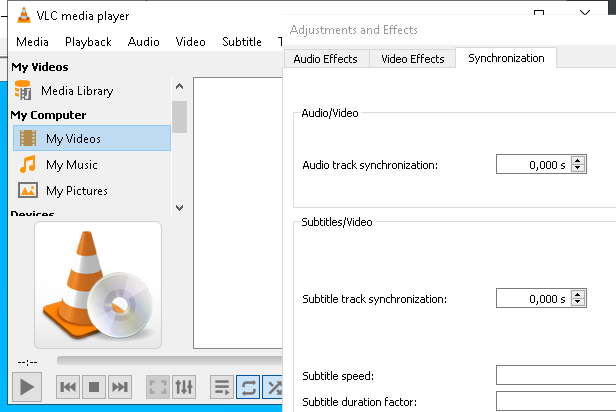 VLC media player
Media Playback Audio Video Subtitle
My Videos
Media Library
My Computer
My Videos
My Music
My Pictures
Devices
--:--
Adjustments and Effects
Audio Effects Video Effects Synchronization
Audio/Video
Audio track synchronization: 0,000 s
Subtitles/Video
Subtitle track synchronization: 0,000 s
Subtitle speed:
Subtitle duration factor: